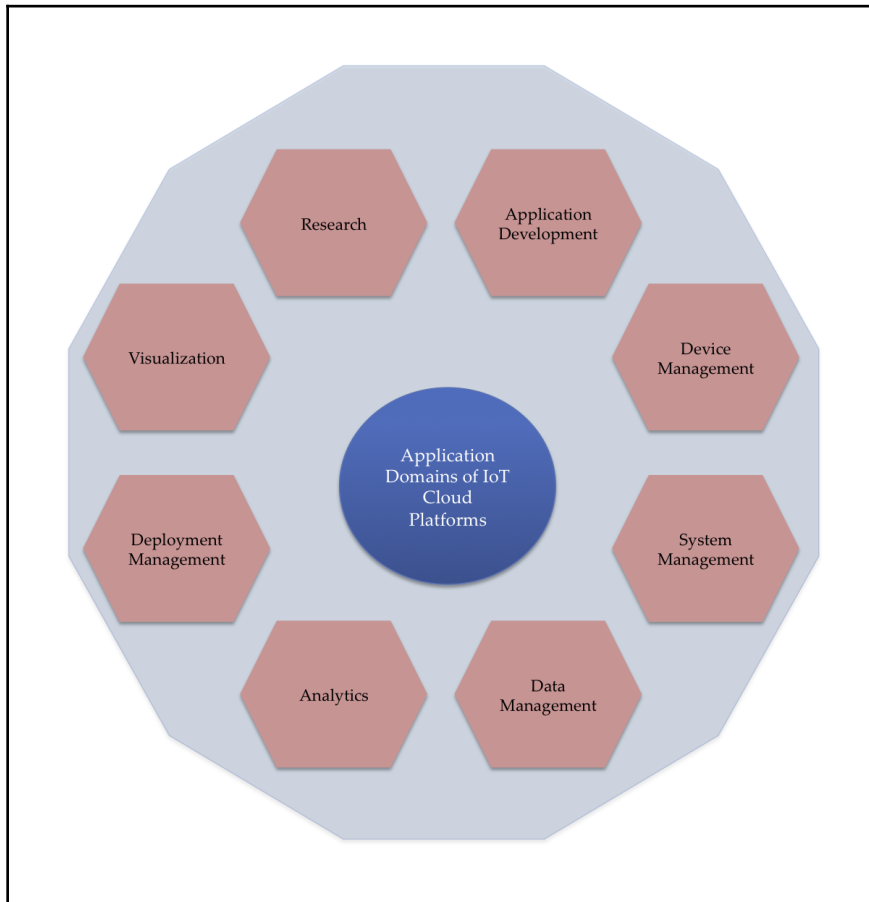 Research
Application
Development
Visualization
Device
Management
Application
Domains of IoT
Cloud
Platforms
Deployment
Management
System
Management
Analytics
Data
Management